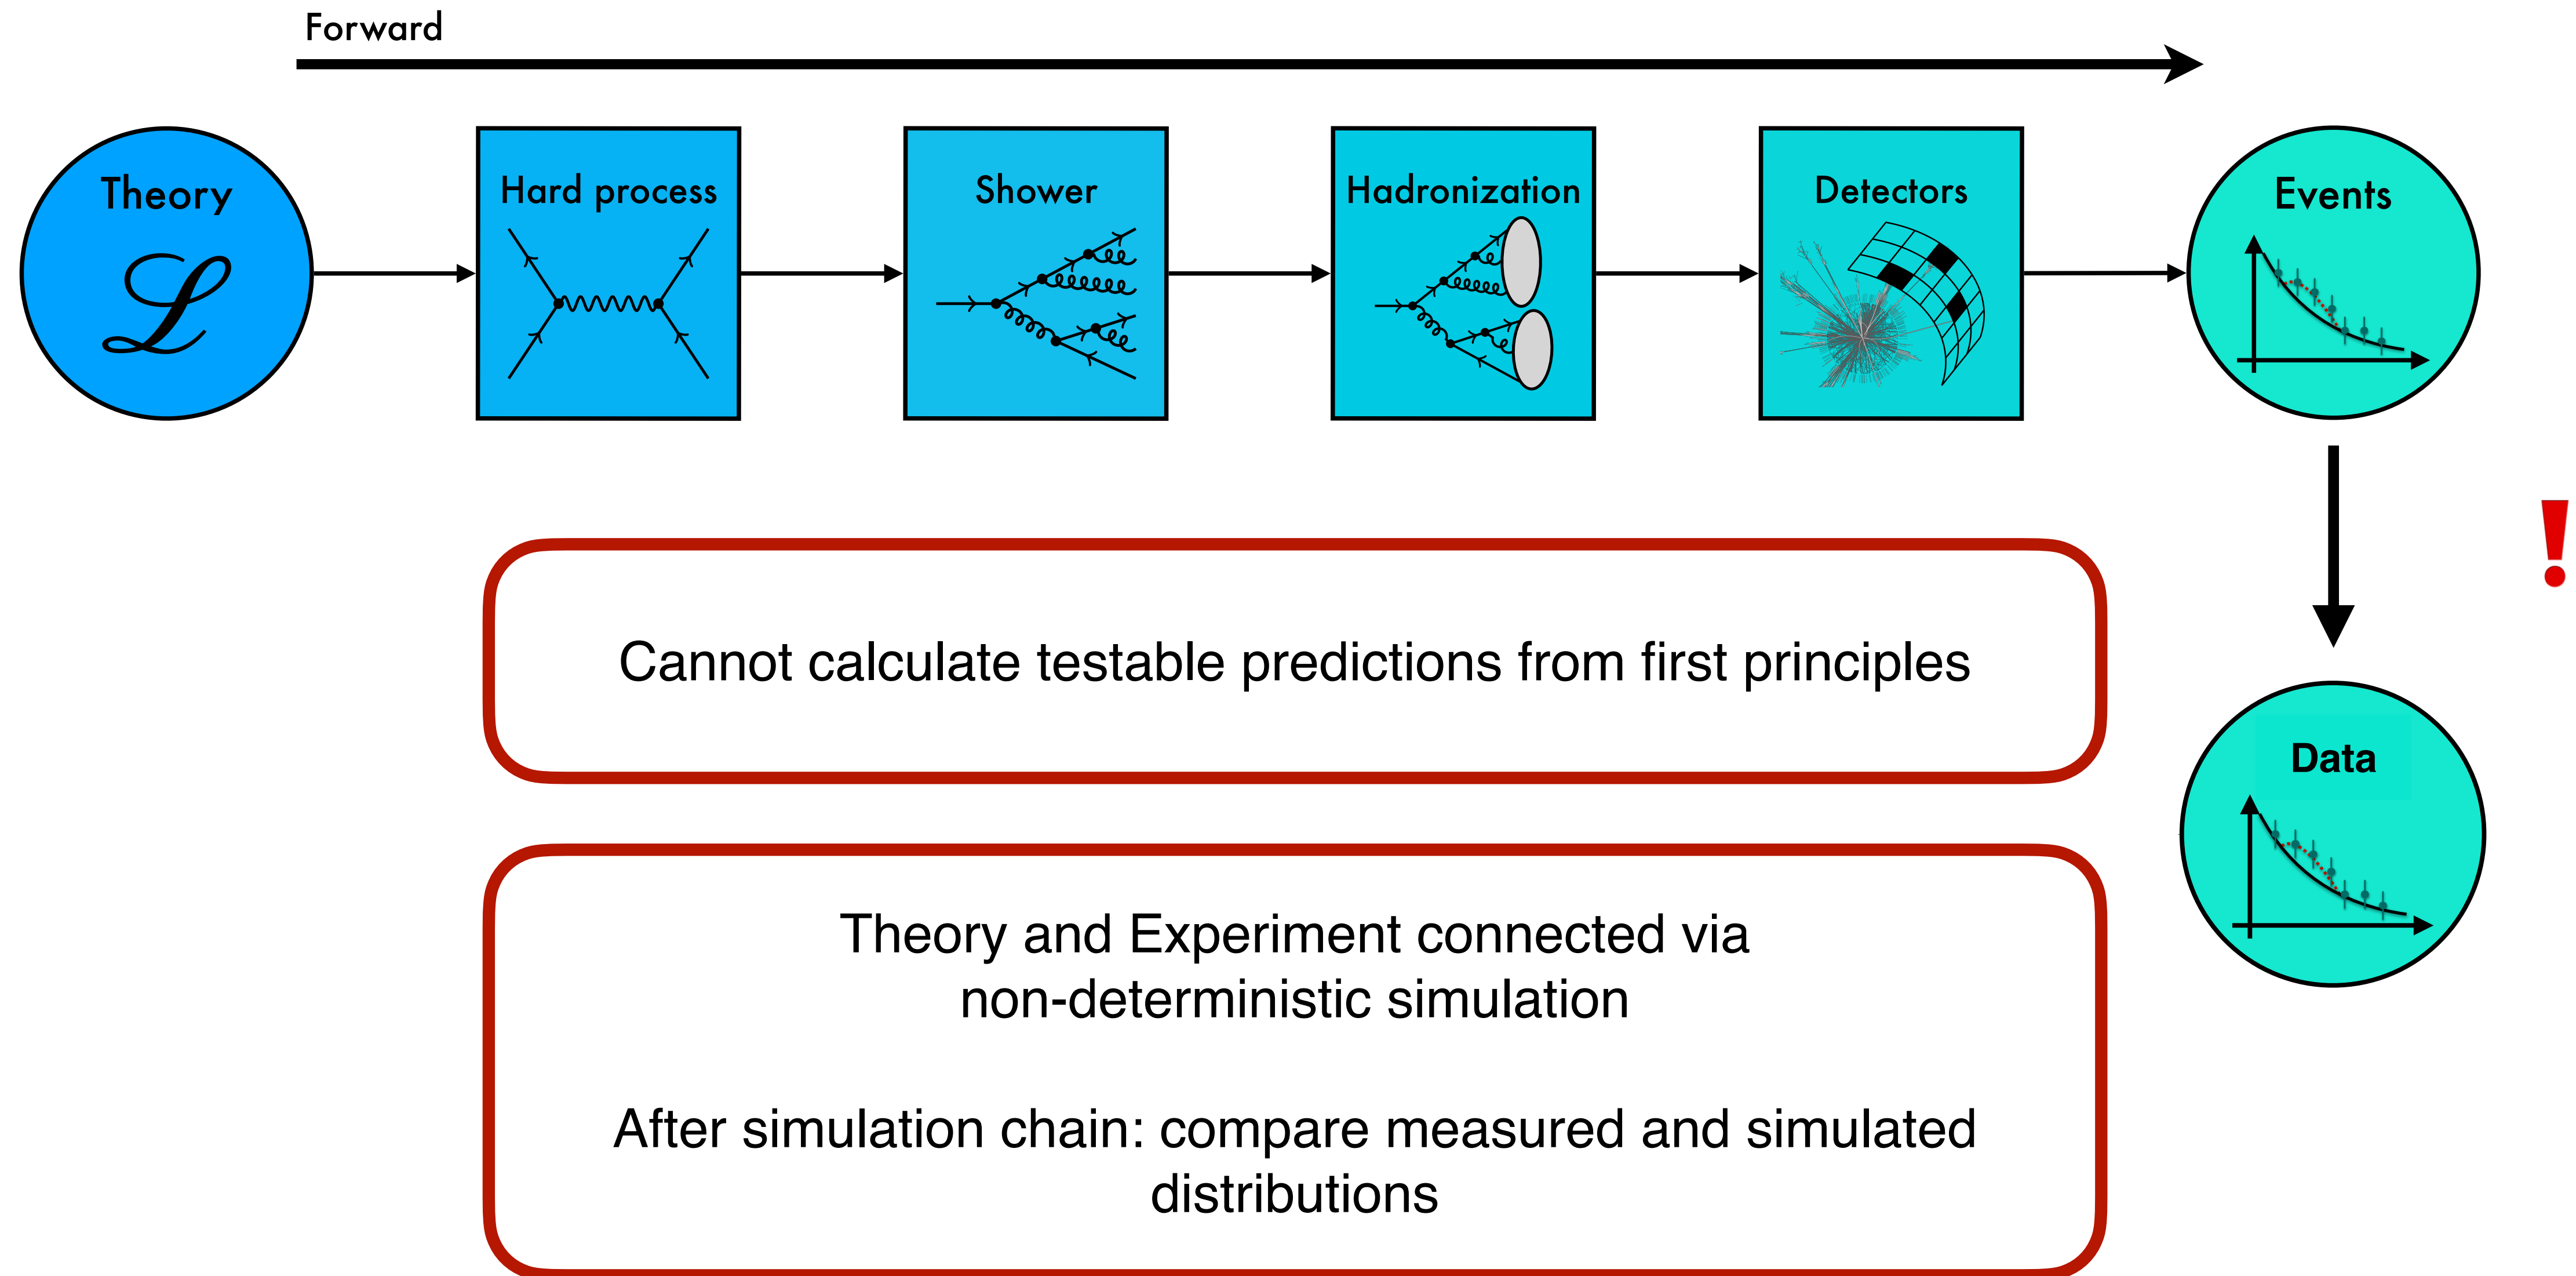 Forward
Theory
ℒ
Hard process
Shower
Hadronization
Detectors
Events
!
Cannot calculate testable predictions from first principles
Data
Theory and Experiment connected via
non-deterministic simulation
After simulation chain: compare measured and simulated
distributions